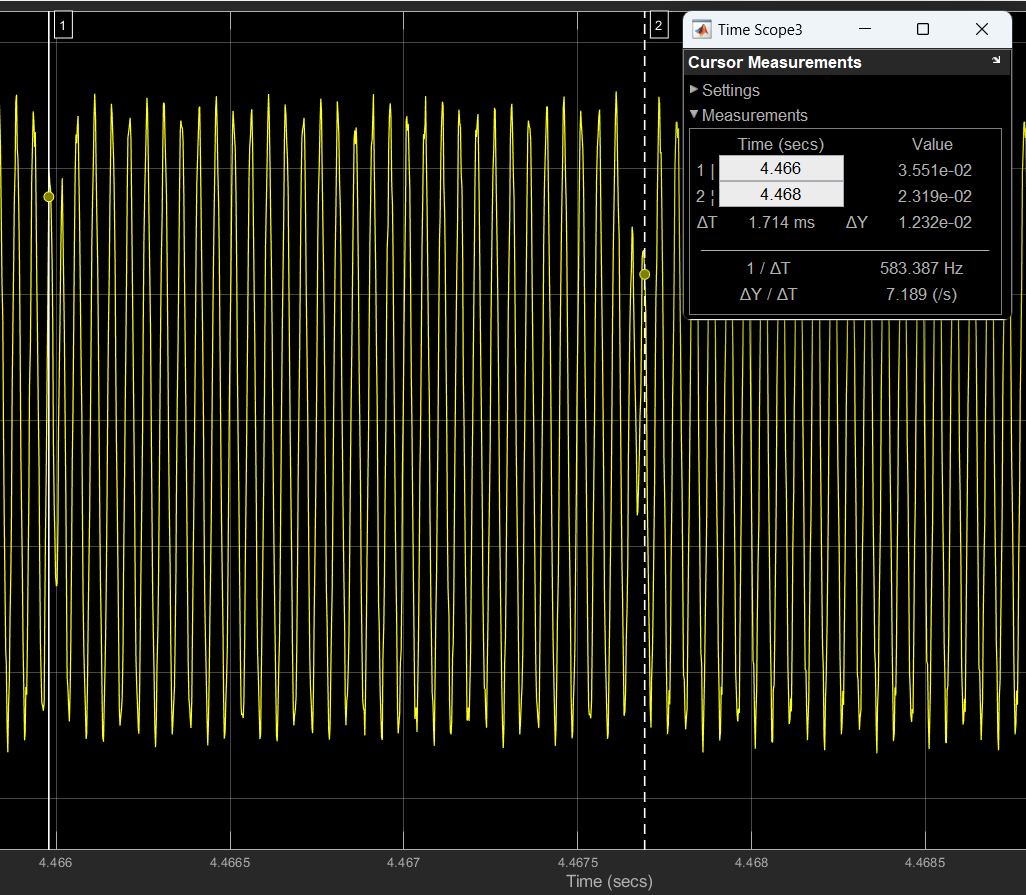 1
2
Time Scope3
Cursor Measurements
Settings
Measurements
Time (secs) Value
1 | 4.466 3.551e-02
2 ¦ 4.468 2.319e-02
ΔT 1.714 ms ΔY 1.232e-02
1 / ΔT 583.387 Hz
ΔY / ΔT 7.189 (/s)
4.466 4.4665 4.467 4.4675 4.468 4.4685
Time (secs)